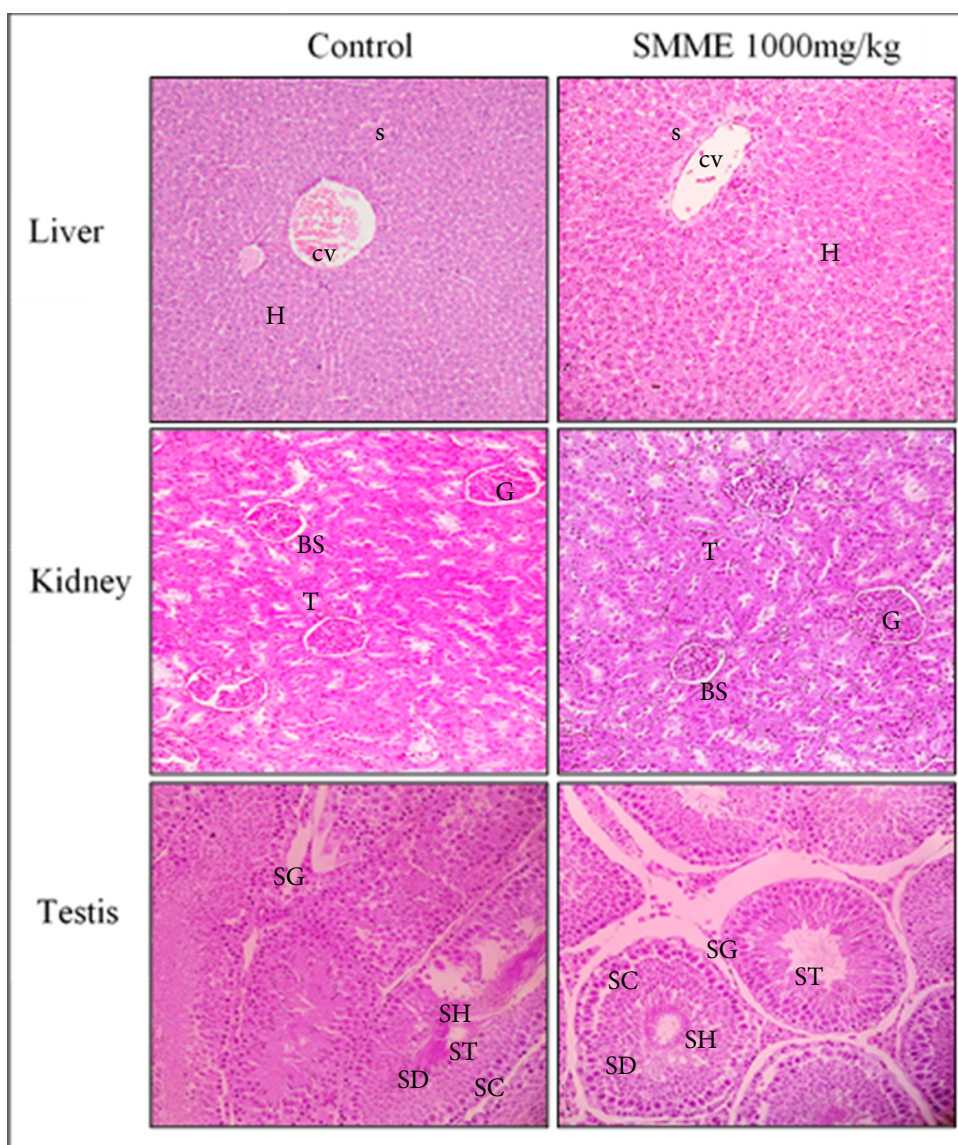 Control SMME 1000mg/kg
Liver
s
cv
H
s
cv
H
Kidney
G
BS
T
T
G
BS
Testis
SG
SH
ST
SD
SC
SG
SC
ST
SH
SD